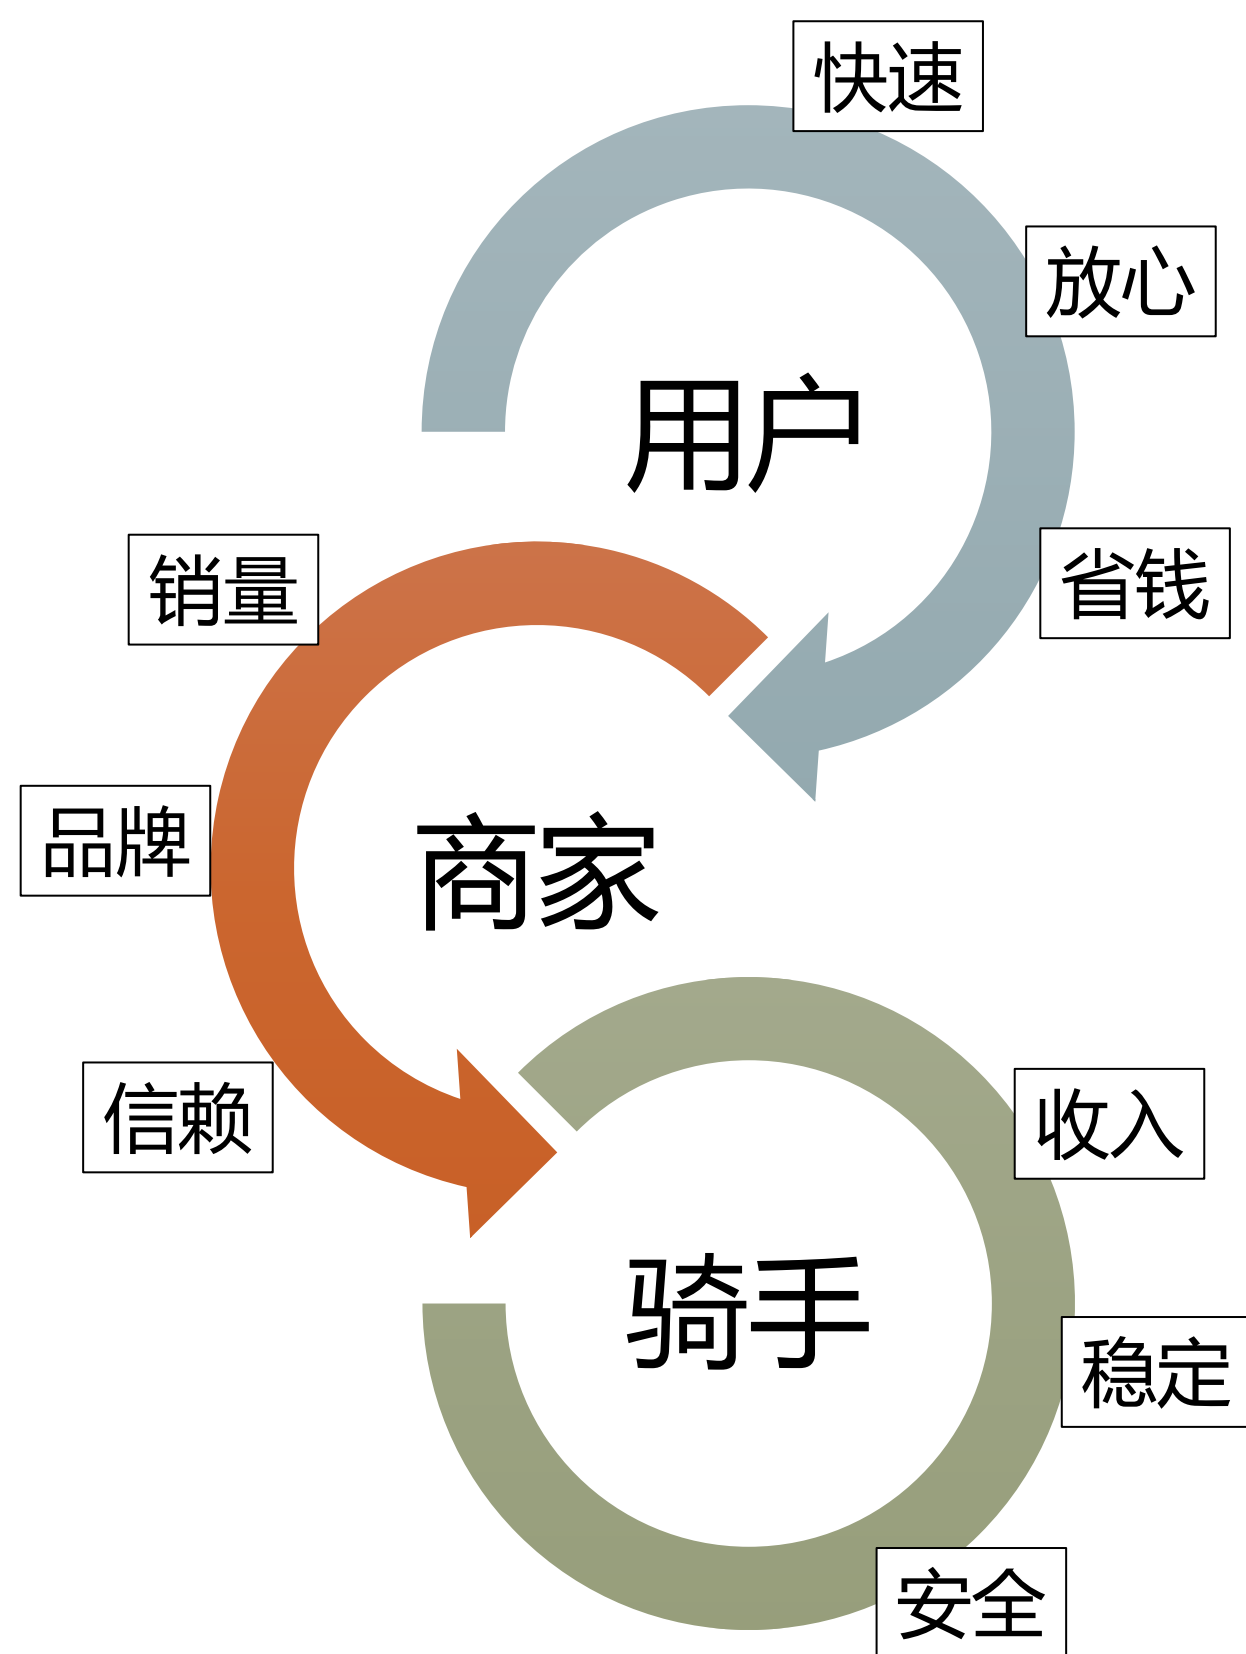 快速
放心
用户
省钱
销量
品牌
商家
信赖
收入
骑手
稳定
安全